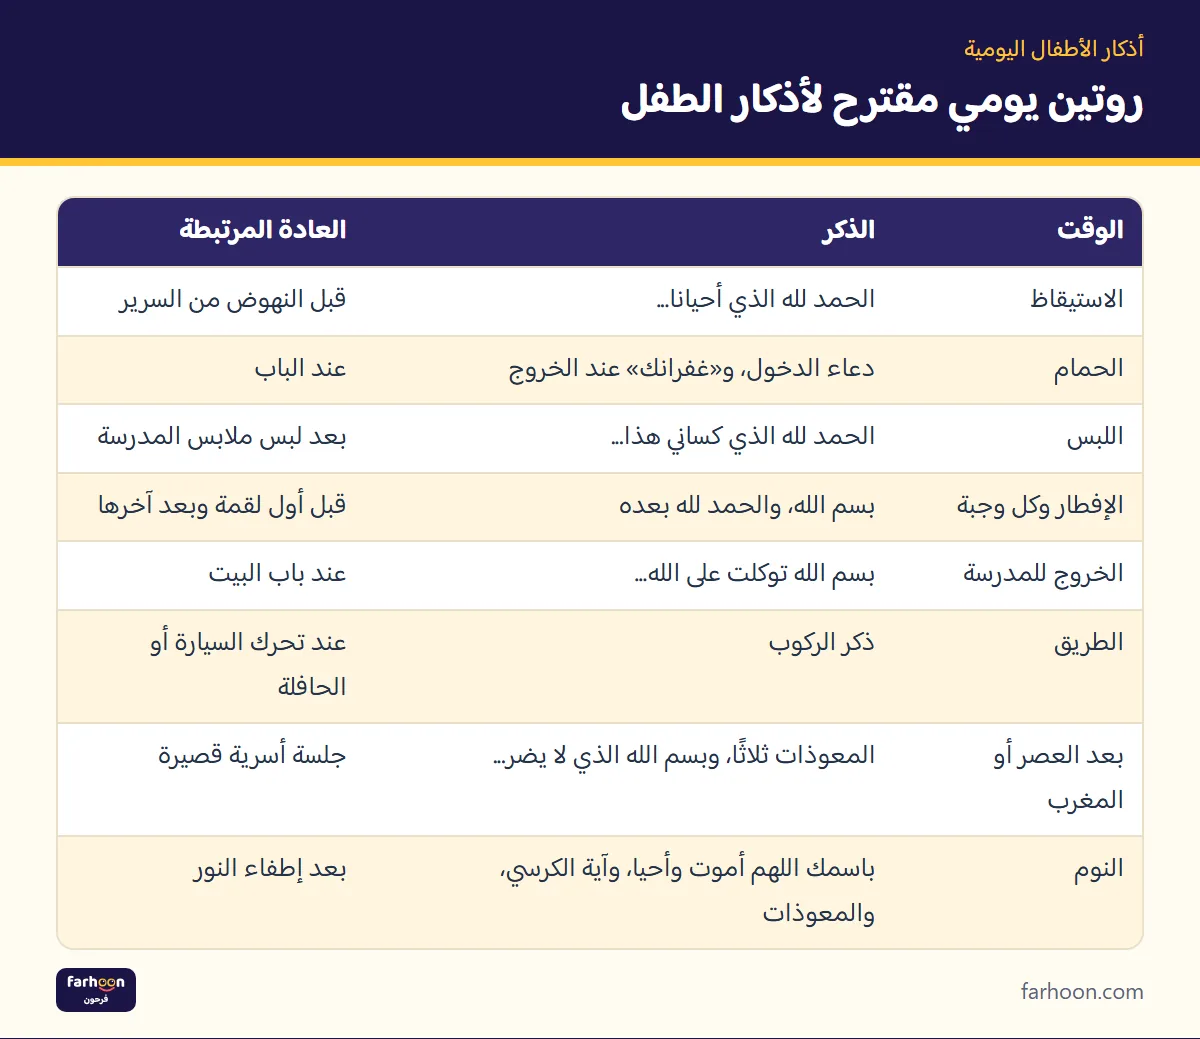 أذكار الأطفال اليومية
روتين يومي مقترح لأذكار الطفل
الوقت الذكر العادة المرتبطة
الاستيقاظ الحمد لله الذي أحيانا... قبل النهوض من السرير
الحمام دعاء الدخول، و«غفرانك» عند الخروج عند الباب
اللبس الحمد لله الذي كساني هذا... بعد لبس ملابس المدرسة
الإفطار وكل وجبة بسم الله، والحمد لله بعده قبل أول لقمة وبعد آخرها
الخروج للمدرسة بسم الله توكلت على الله... عند باب البيت
الطريق ذكر الركوب عند تحرك السيارة أو
الحافلة
بعد العصر أو المعوذات ثلاثًا، وبسم الله الذي لا يضر... جلسة أسرية قصيرة
المغرب
النوم باسمك اللهم أموت وأحيا، وآية الكرسي، بعد إطفاء النور
والمعوذات
farhoon.com
farhoon
فرحون